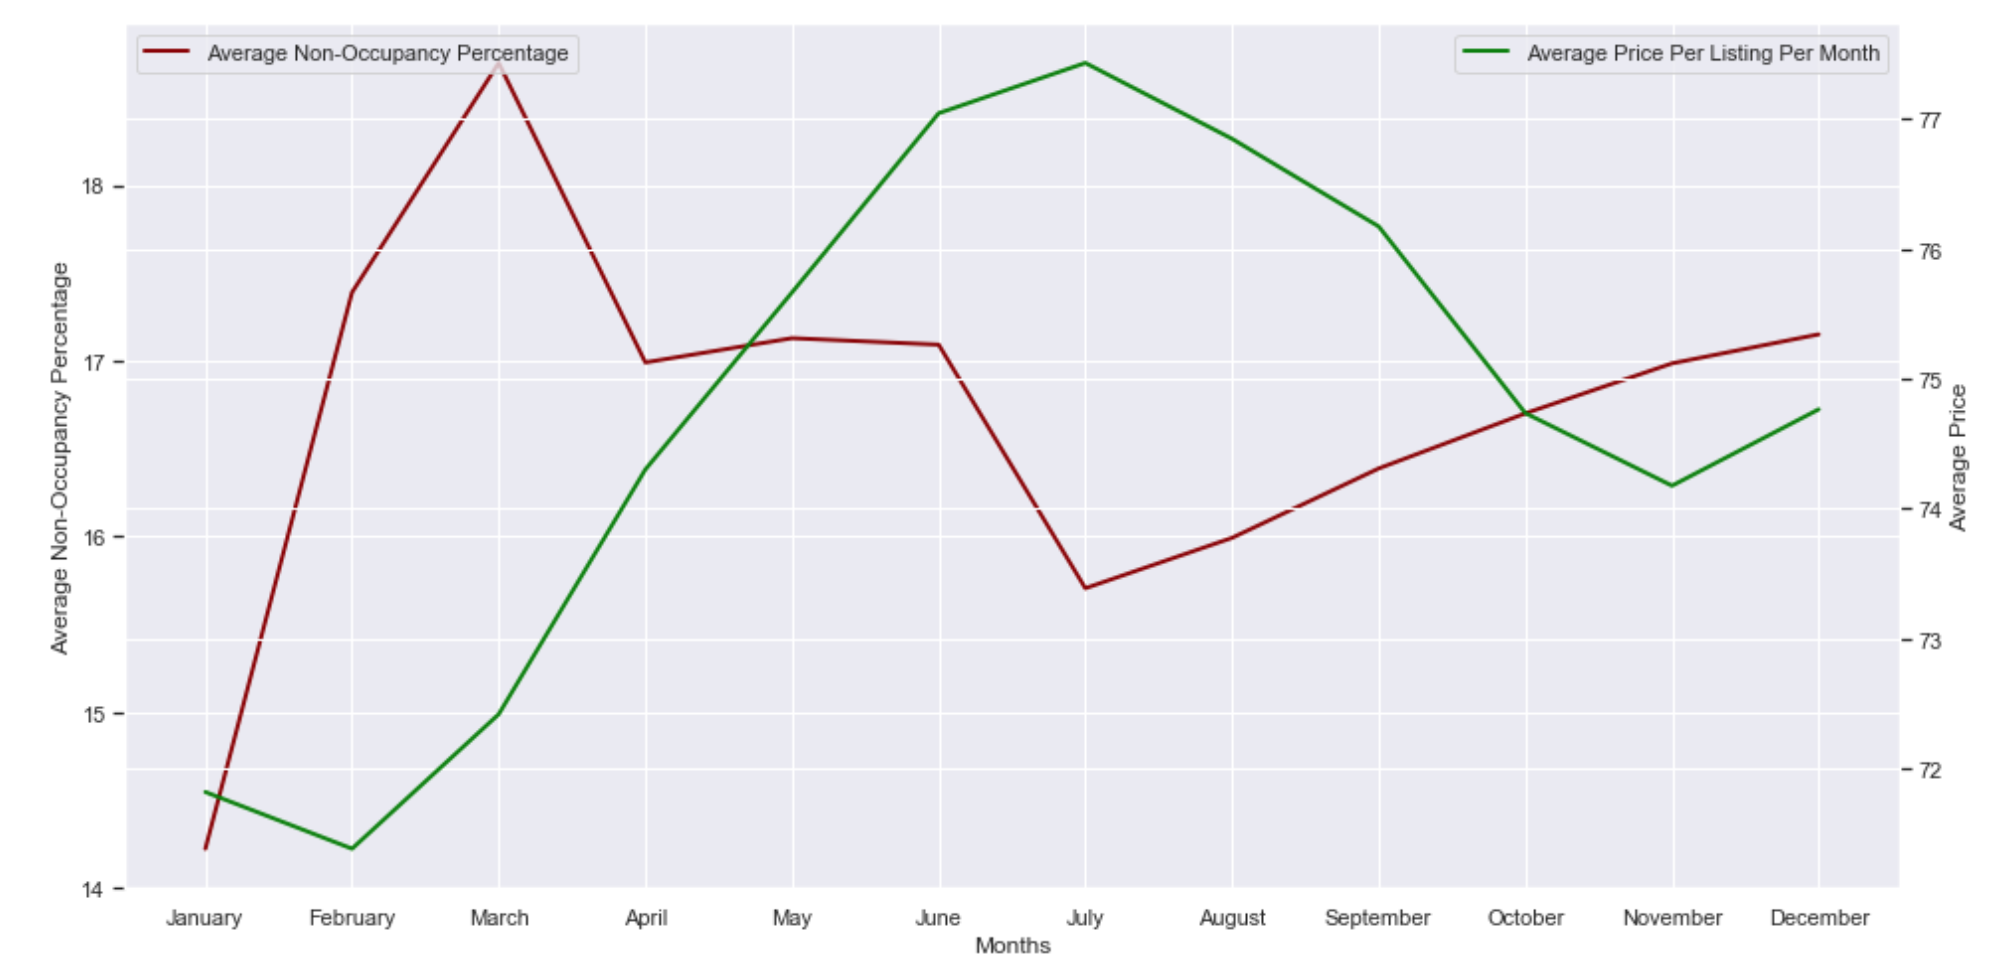 Average Non-Occupancy Percentage
Average Price Per Listing Per Month
Average Non-Occupancy Percentage
18
17
16
15
14
77
76
75
74
73
72
Average Price
January February March April May June July August September October November December
Months